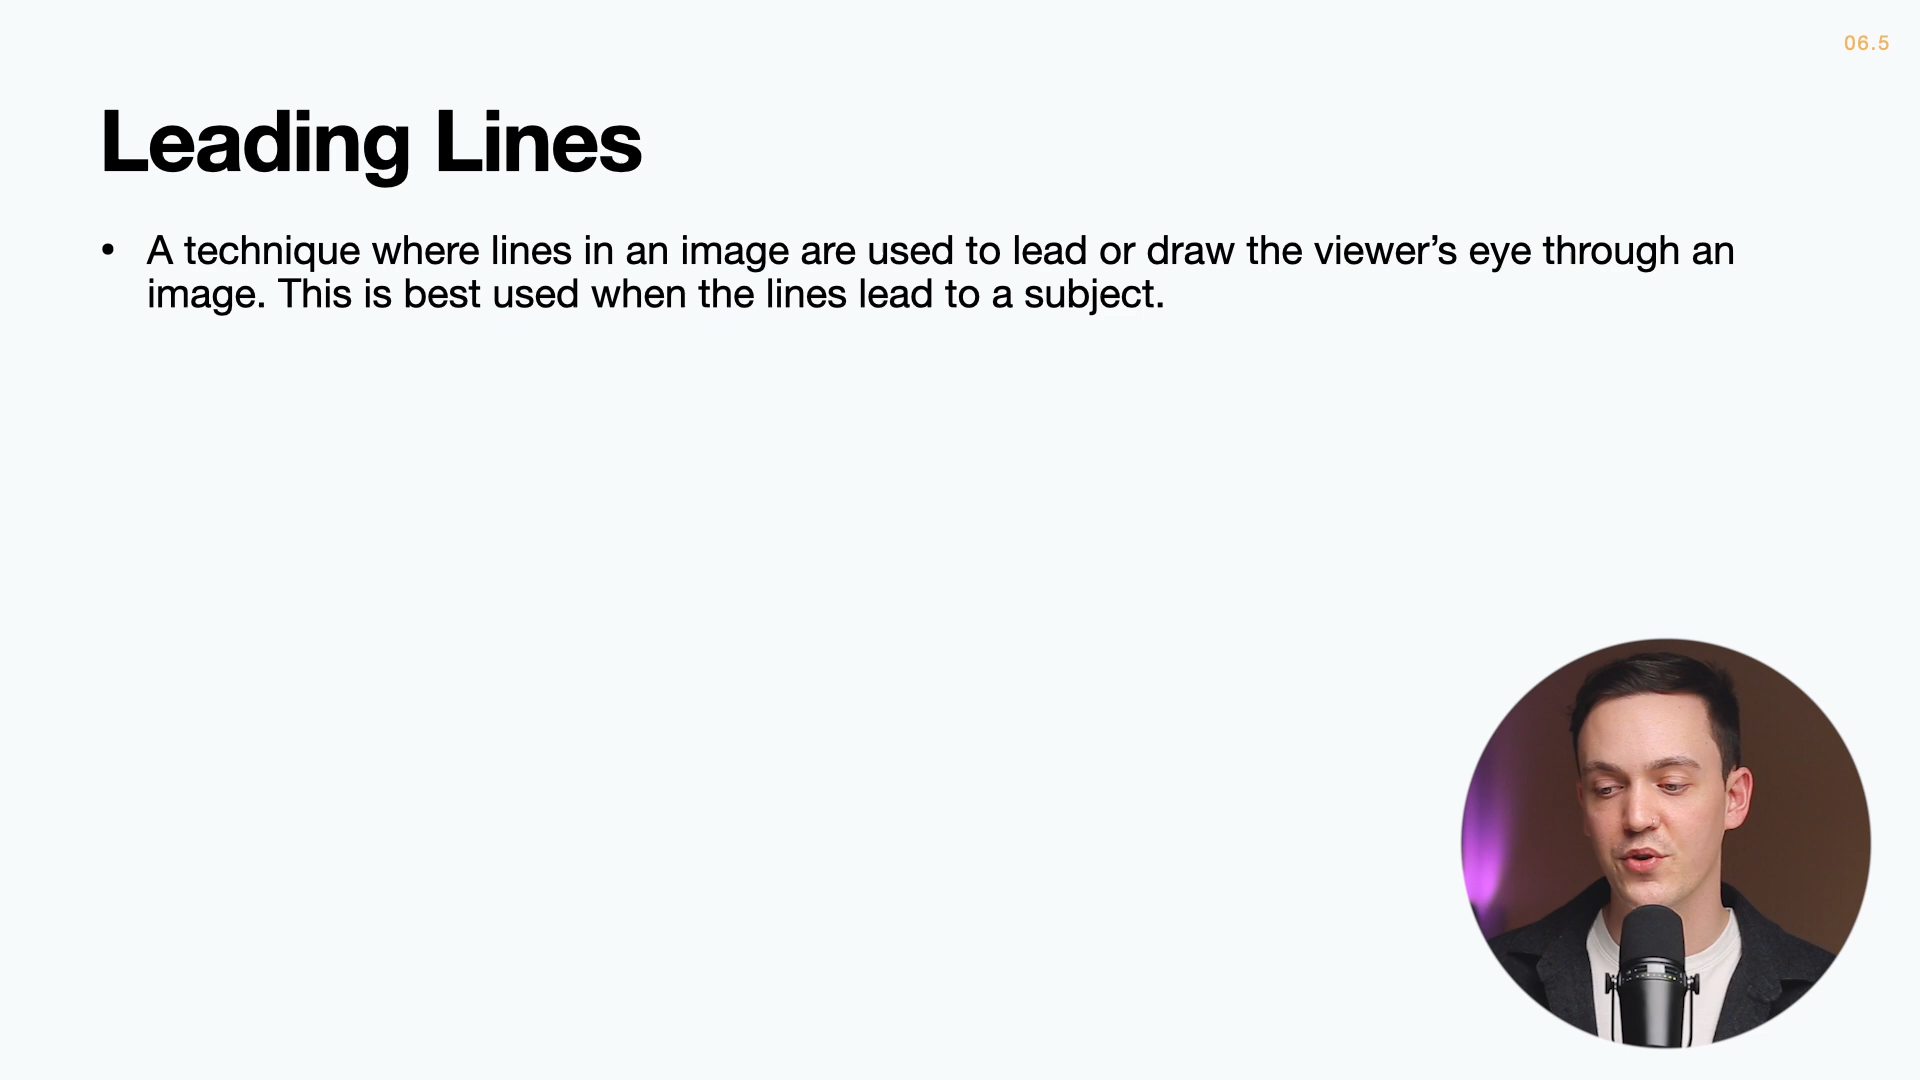 06.5
Leading Lines
• A technique where lines in an image are used to lead or draw the viewer’s eye through an
image. This is best used when the lines lead to a subject.